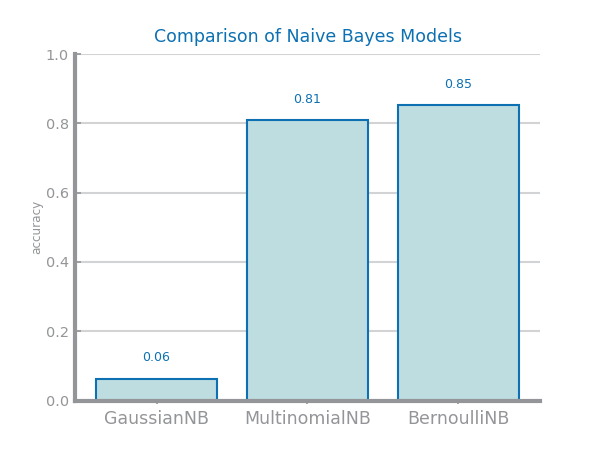 Comparison of Naive Bayes Models
1.0
0.8
0.6
0.4
0.2
0.0
accuracy
0.06
0.81
0.85
GaussianNB
MultinomialNB
BernoulliNB